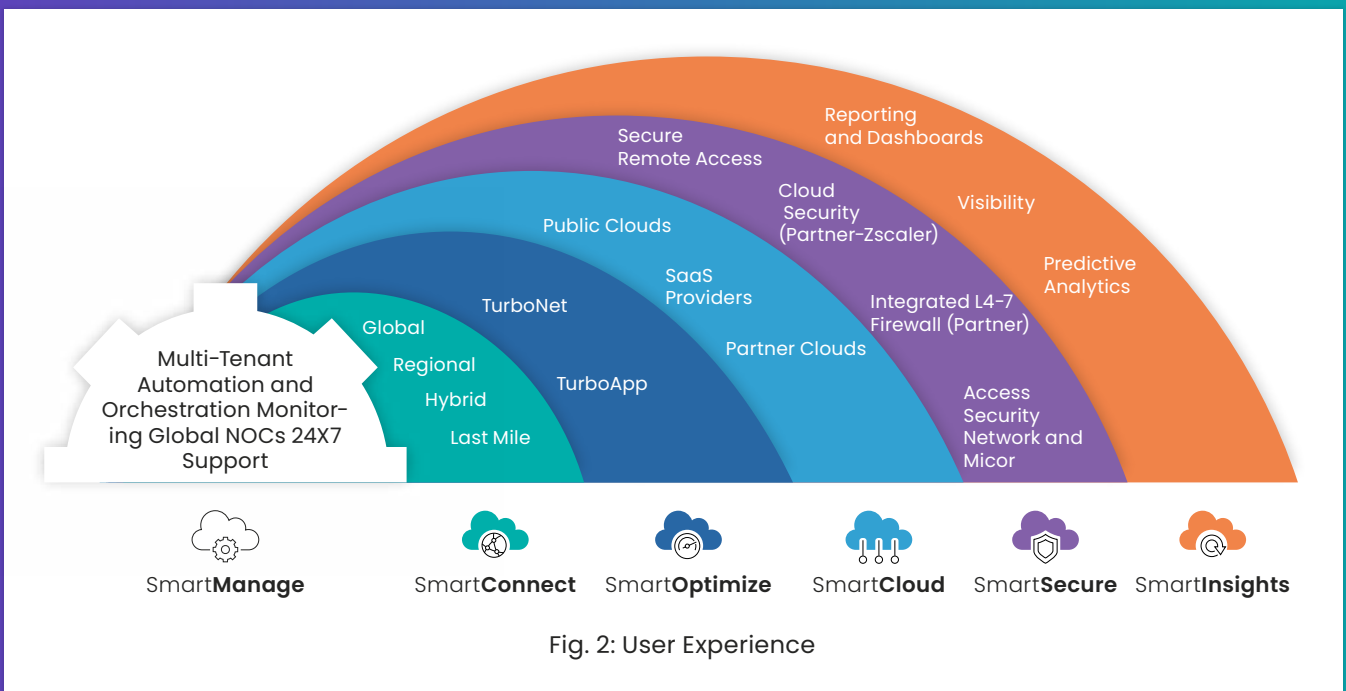 Reporting
and Dashboards
Visibility
Predictive
Analytics
Secure
Remote Access
Cloud
Security
(Partner-Zscaler)
Integrated L4-7
Firewall (Partner)
Access
Security
Network and
Micor
Public Clouds
SaaS
Providers
Partner Clouds
TurboNet
TurboApp
Global
Regional
Hybrid
Last Mile
Multi-Tenant
Automation and
Orchestration Monitor-
ing Global NOCs 24X7
Support
SmartManage
SmartConnect
SmartOptimize
SmartCloud
SmartSecure
SmartInsights
Fig. 2: User Experience